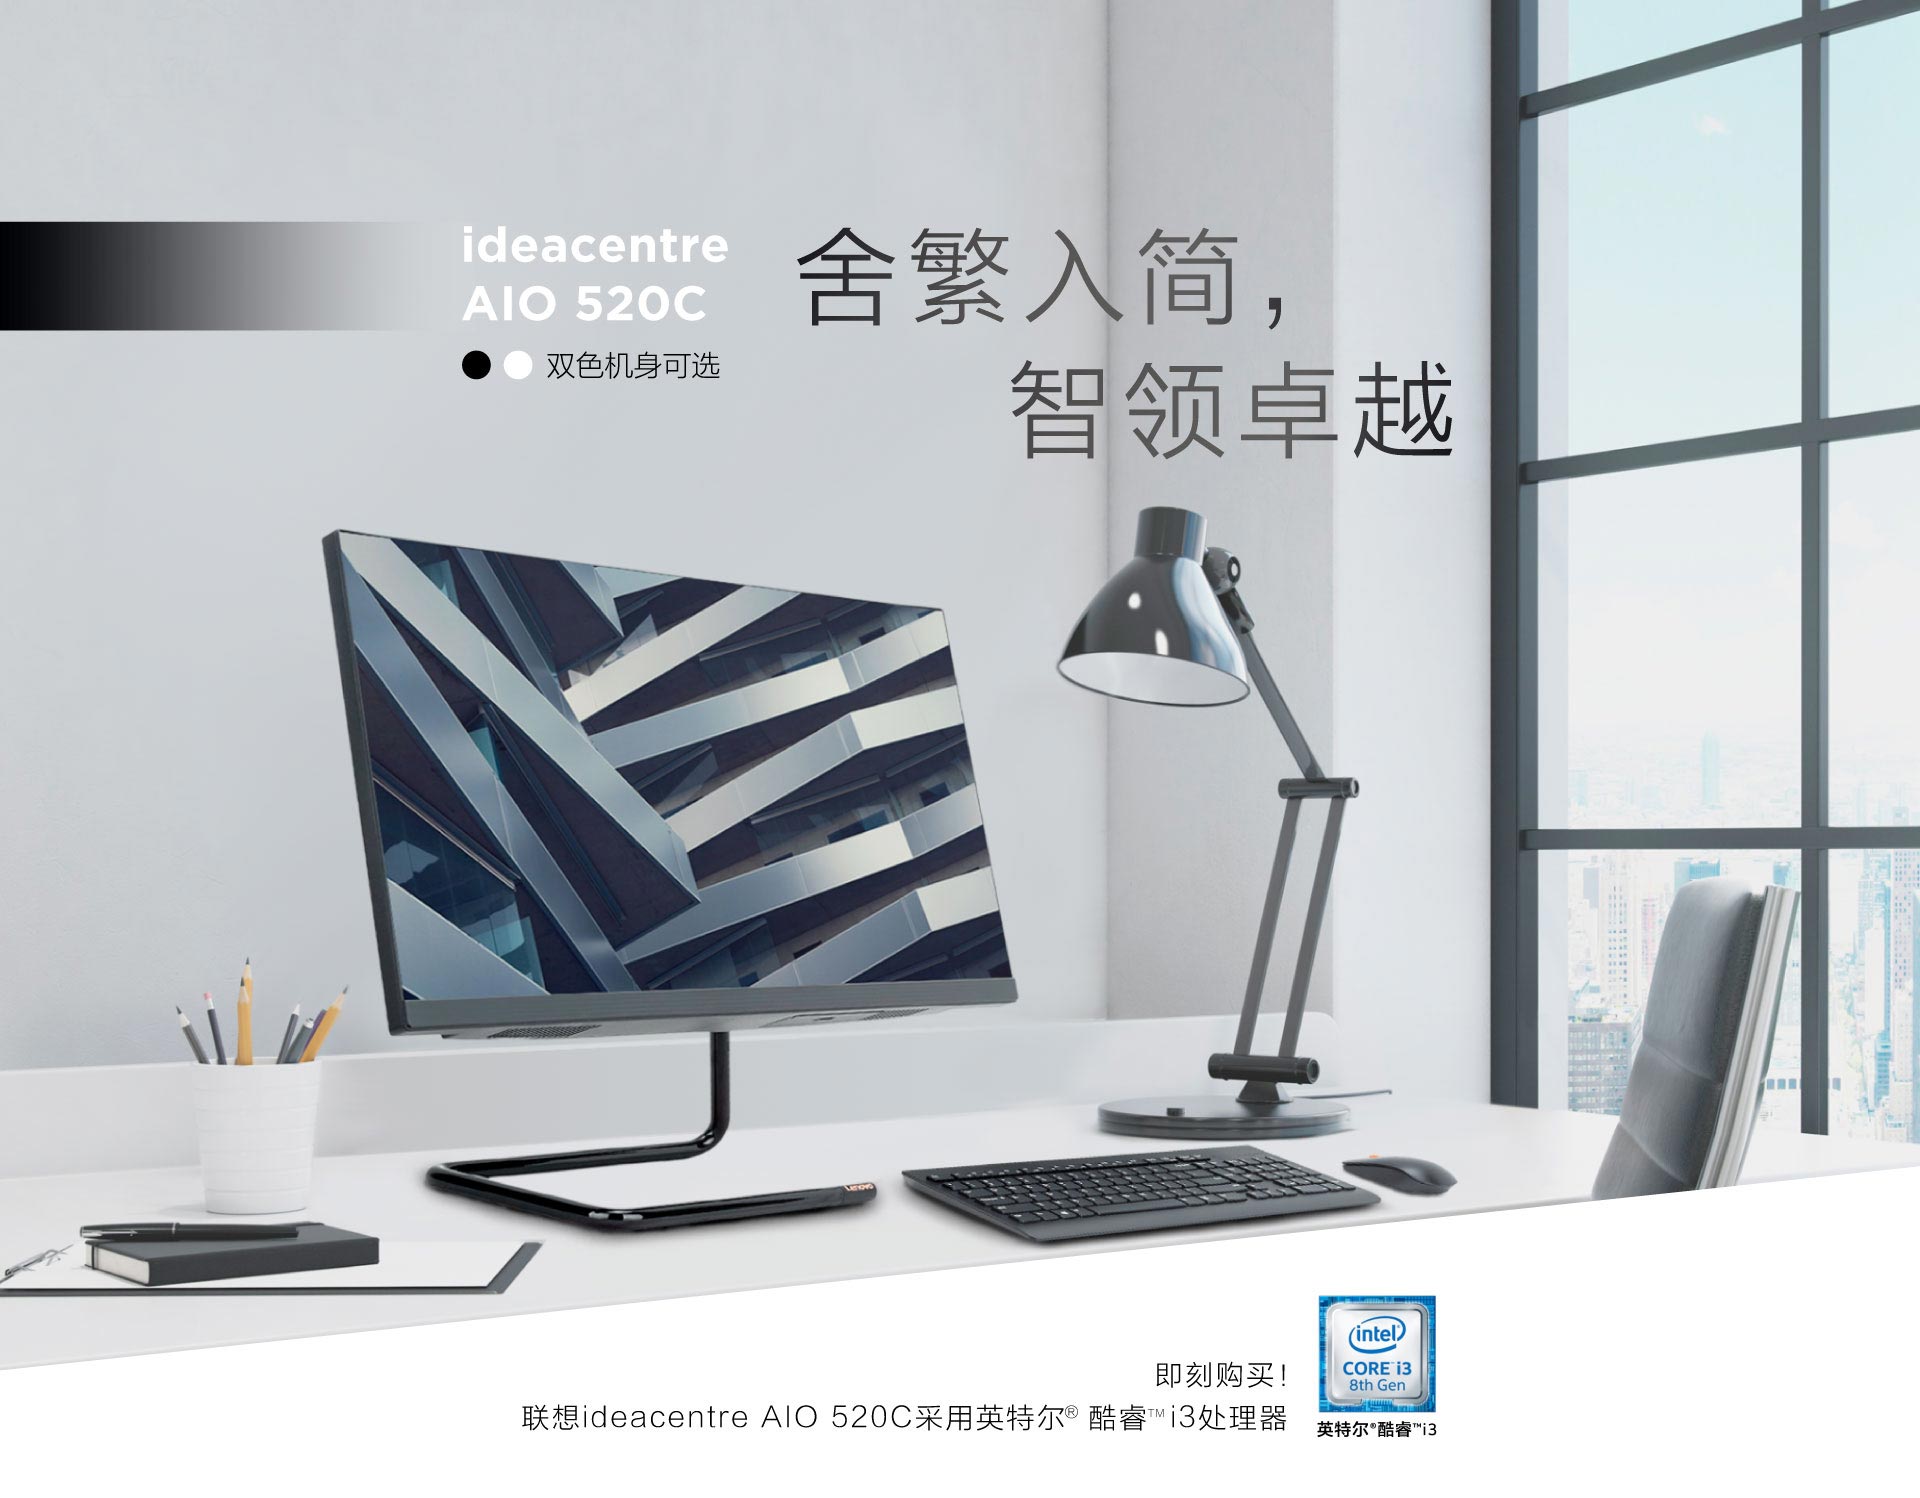 ideacentre
AIO 520C
双色机身可选
舍繁入简，
智领卓越
Lenovo
即刻购买！
联想ideacentre AIO 520C采用英特尔® 酷睿™ i3处理器
intel
CORE™ i3
8th Gen
英特尔®酷睿™i3